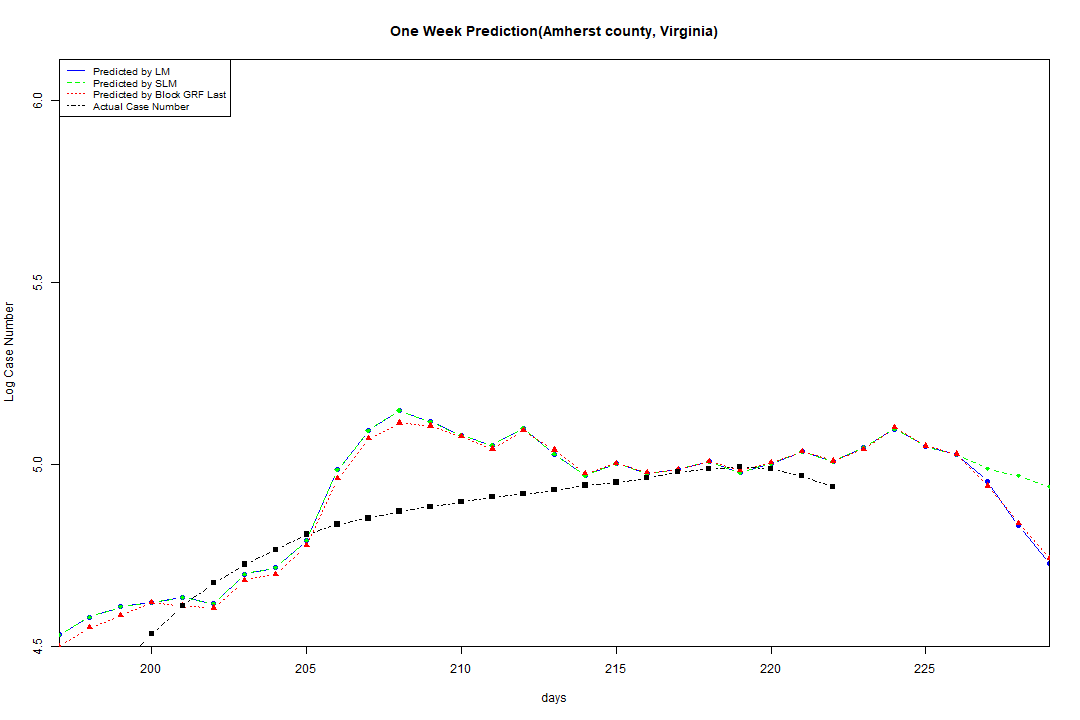 One Week Prediction(Amherst county, Virginia)
Predicted by LM
Predicted by SLM
Predicted by Block GRF Last
Actual Case Number
6.0
5.5
5.0
4.5
Log Case Number
200
205
210
215
220
225
days